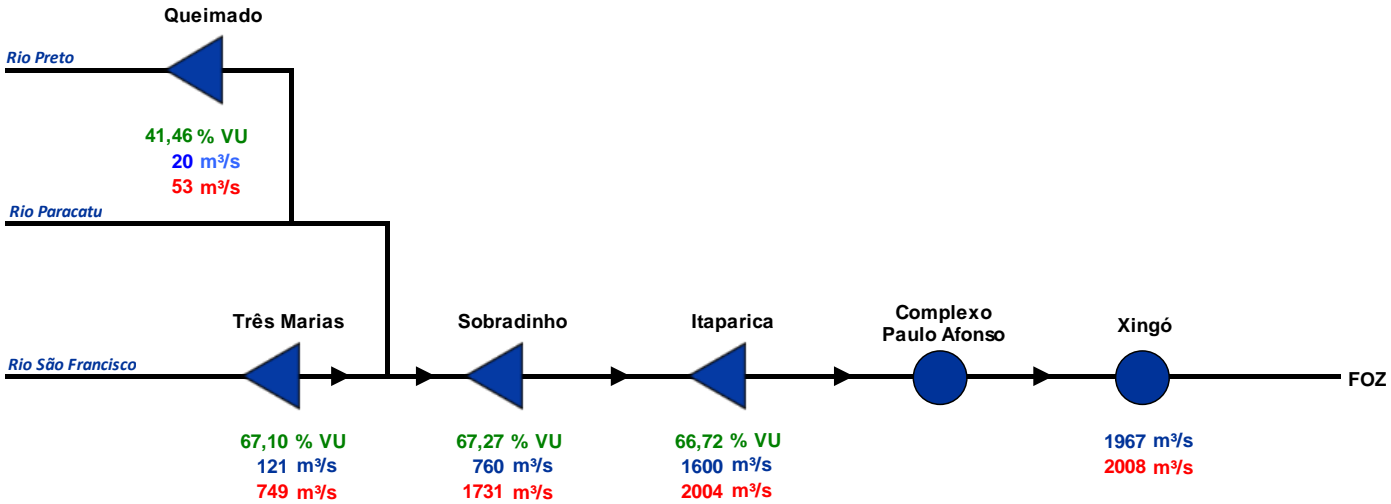 Queimado
Rio Preto
41,46 % VU
20 m³/s
53 m³/s
Rio Paracatu
Três Marias
Sobradinho
Itaparica
Complexo
Paulo Afonso
Xingó
Rio São Francisco
FOZ
67,10 % VU
121 m³/s
749 m³/s
67,27 % VU
760 m³/s
1731 m³/s
66,72 % VU
1600 m³/s
2004 m³/s
1967 m³/s
2008 m³/s